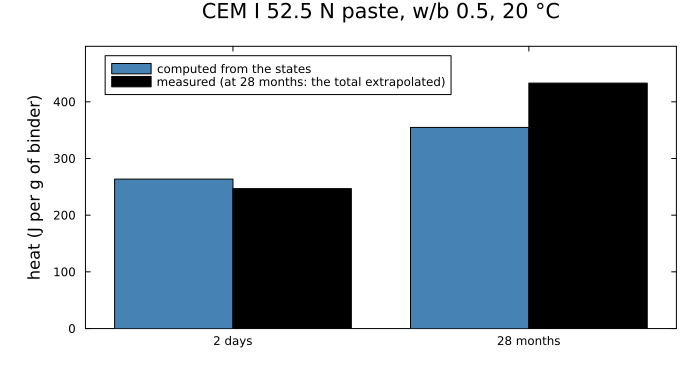 CEM I 52.5 N paste, w/b 0.5, 20 °C
computed from the states
measured (at 28 months: the total extrapolated)
heat (J per g of binder)
400
300
200
100
0
2 days
28 months